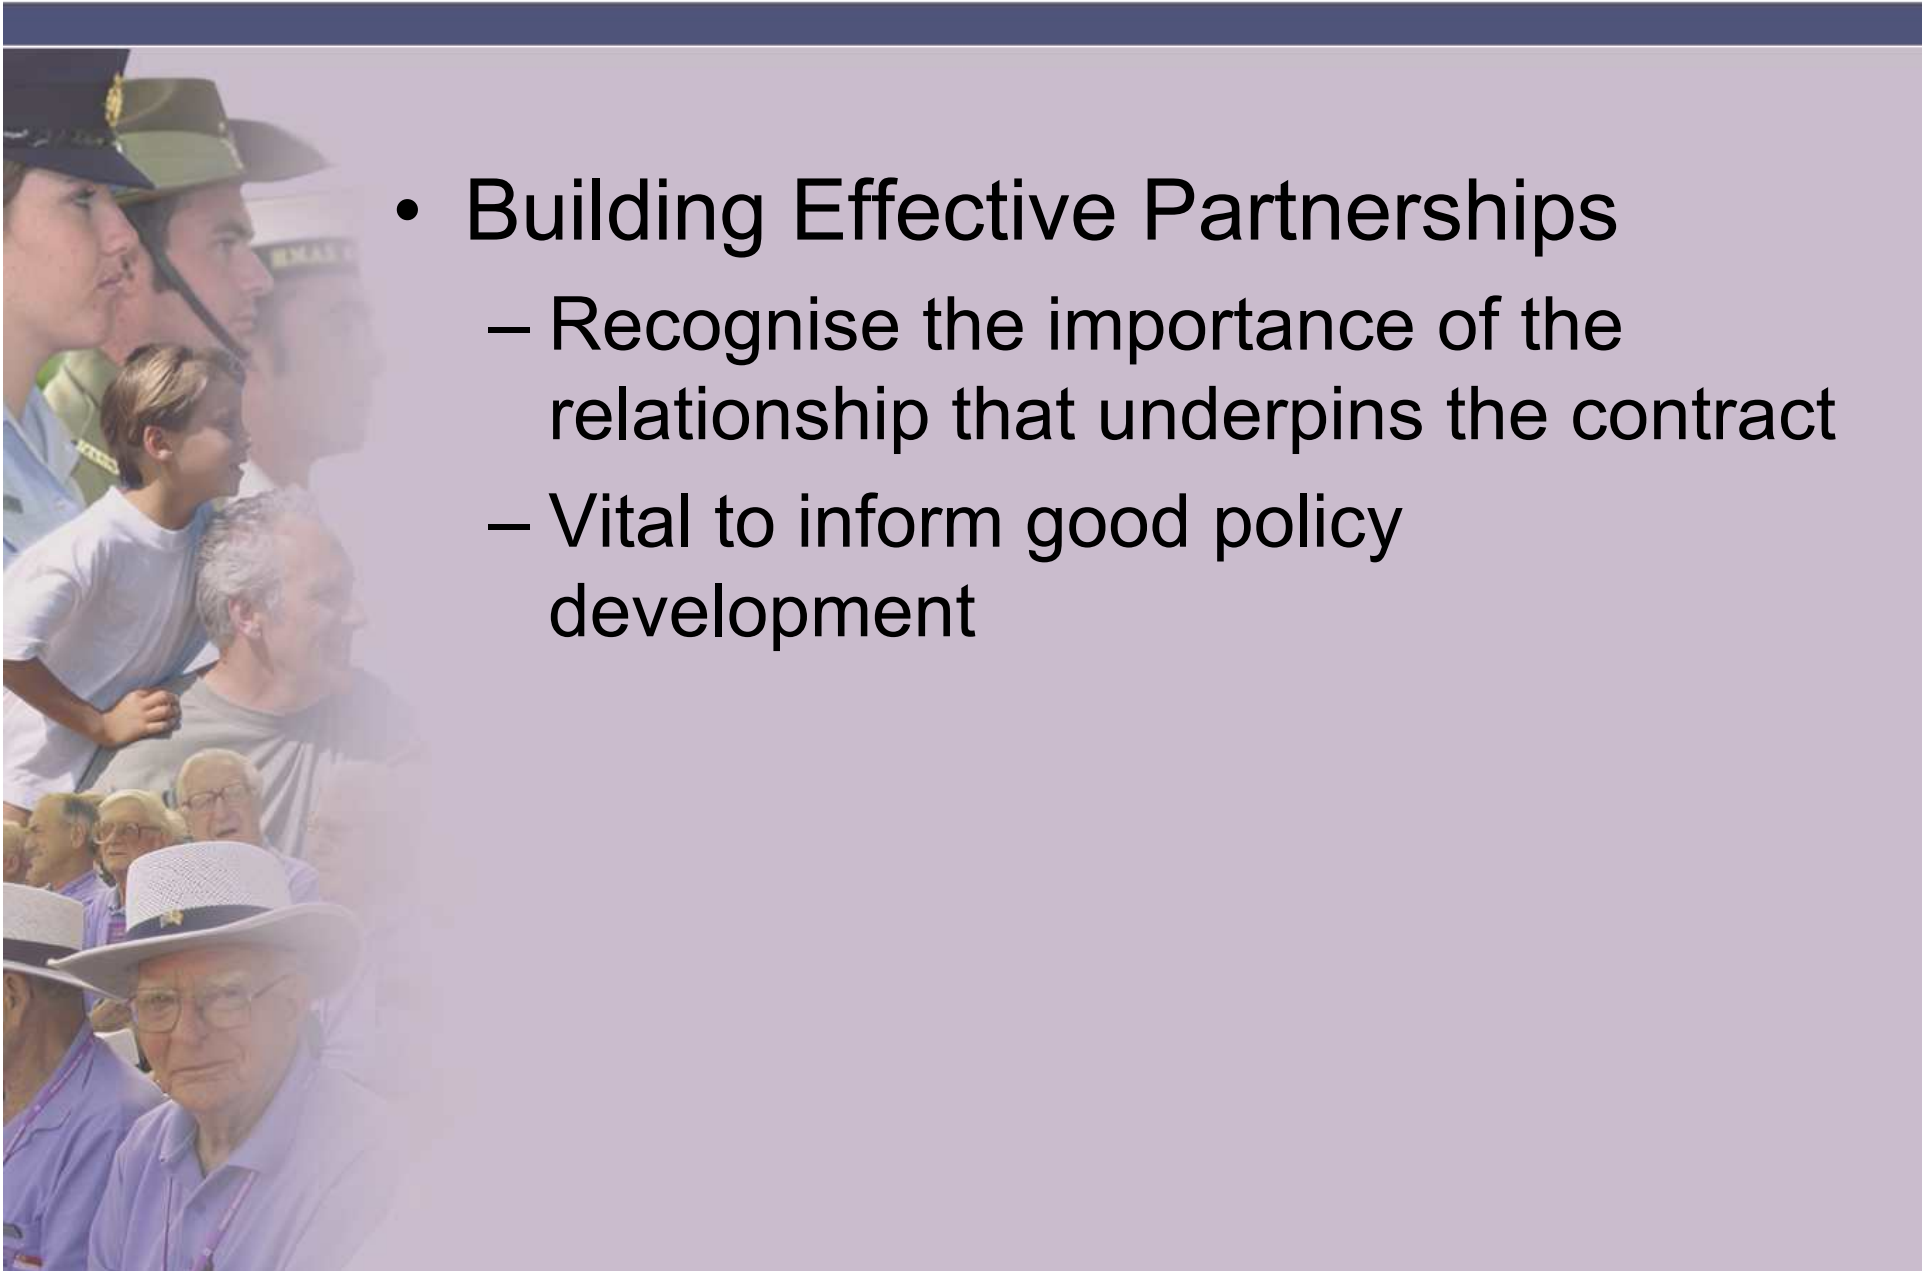 • Building Effective Partnerships
– Recognise the importance of the
relationship that underpins the contract
– Vital to inform good policy
development
HMAS